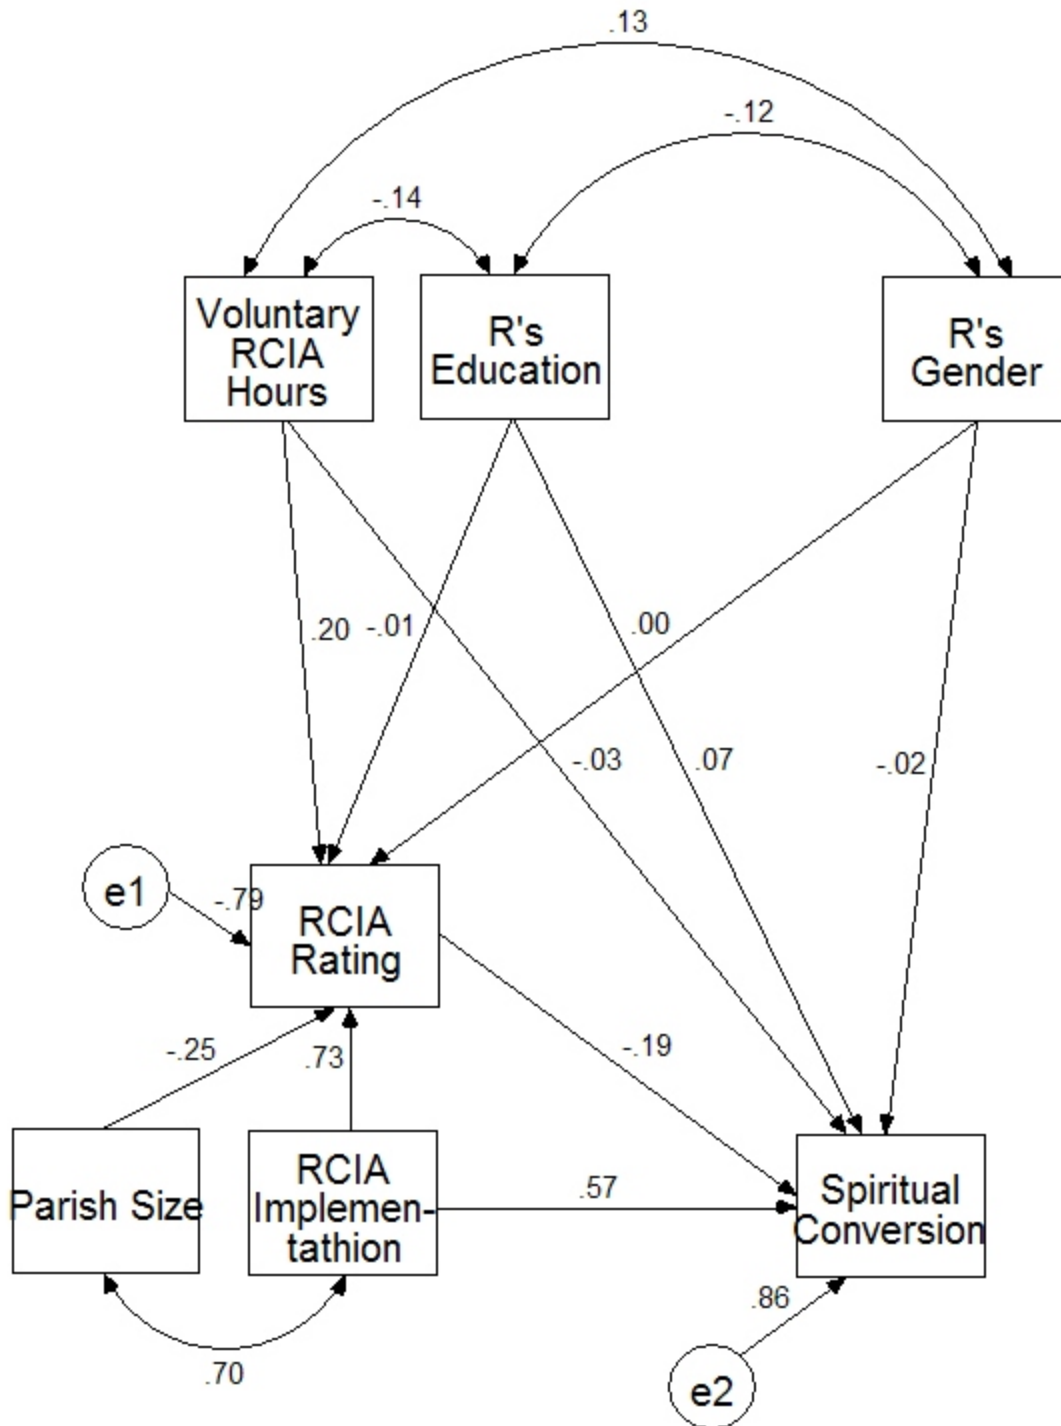 .13
-.12
-.14
Voluntary
RCIA
Hours
R's
Education
R's
Gender
.20
-.01
.00
-.03
.07
-.02
e1
-.79
RCIA
Rating
-.25
.73
-.19
Parish Size
RCIA
Implemen-
tathion
.57
Spiritual
Conversion
.86
.70
e2